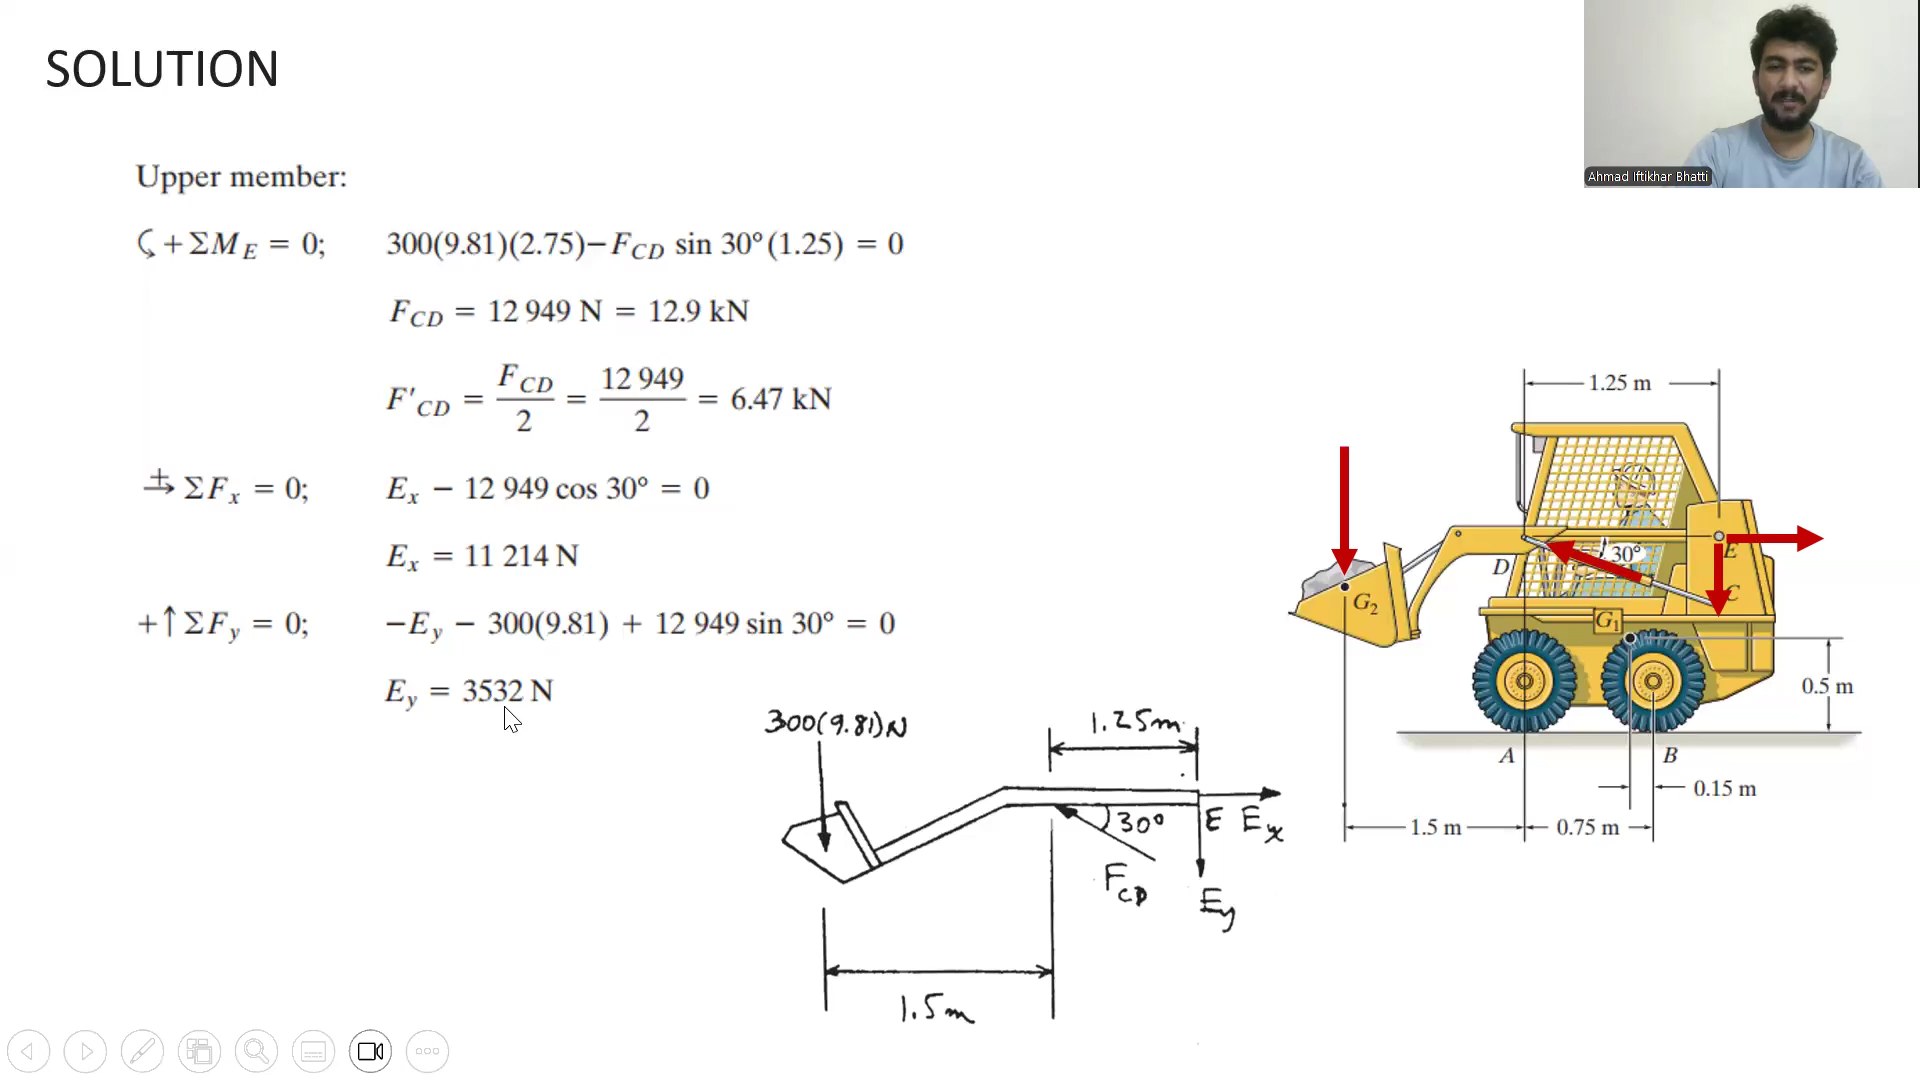 SOLUTION
Ahmad Iftikhar Bhatti
Upper member:
↺ + ΣM_E = 0; 300(9.81)(2.75)− F_CD sin 30° (1.25) = 0
F_CD = 12 949 N = 12.9 kN
F'_CD = F_CD/2 = 12 949/2 = 6.47 kN
→+ ΣF_x = 0; E_x − 12 949 cos 30° = 0
E_x = 11 214 N
+↑ ΣF_y = 0; −E_y − 300(9.81) + 12 949 sin 30° = 0
E_y = 3532 N
300(9.81)N
1.25m
30°
E E_x
F_CD
E_y
1.5m
1.25 m
30°
E
D
C
G_2
G_1
0.5 m
A
B
0.15 m
1.5 m
0.75 m